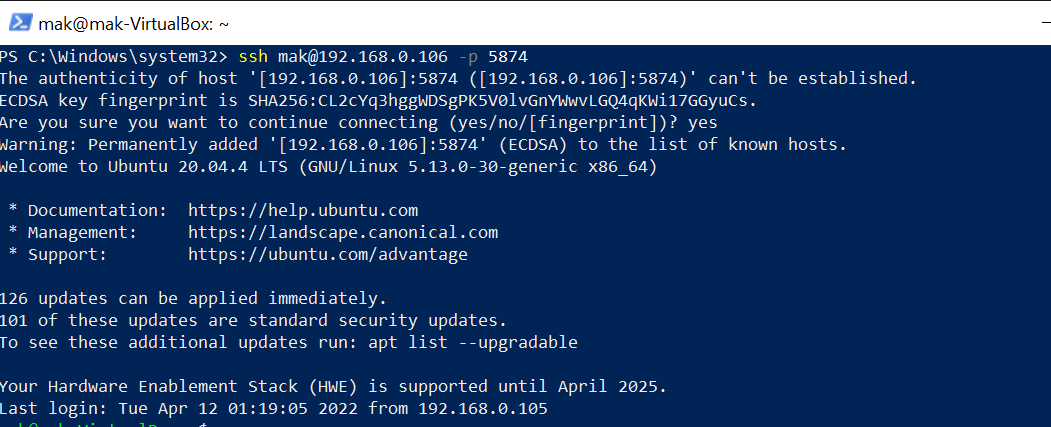 mak@mak-VirtualBox: ~
PS C:\Windows\system32> ssh mak@192.168.0.106 -p 5874
The authenticity of host '[192.168.0.106]:5874 ([192.168.0.106]:5874)' can't be established.
ECDSA key fingerprint is SHA256:CL2cYq3hggWDSgPK5V0lvGnYWwvLGQ4qKWi17GGyuCs.
Are you sure you want to continue connecting (yes/no/[fingerprint])? yes
Warning: Permanently added '[192.168.0.106]:5874' (ECDSA) to the list of known hosts.
Welcome to Ubuntu 20.04.4 LTS (GNU/Linux 5.13.0-30-generic x86_64)
* Documentation:  https://help.ubuntu.com
* Management:     https://landscape.canonical.com
* Support:        https://ubuntu.com/advantage
126 updates can be applied immediately.
101 of these updates are standard security updates.
To see these additional updates run: apt list --upgradable
Your Hardware Enablement Stack (HWE) is supported until April 2025.
Last login: Tue Apr 12 01:19:05 2022 from 192.168.0.105